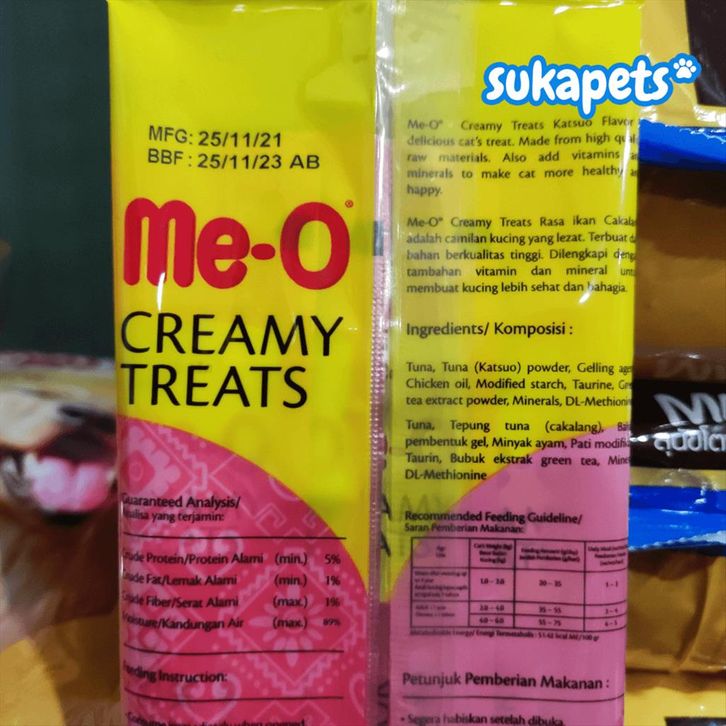 sukapets
MFG: 25/11/21
BBF : 25/11/23 AB
Me-O®
CREAMY
TREATS
Guaranteed Analysis/
Analisa yang terjamin:
Crude Protein/Protein Alami (min.) 5%
Crude Fat/Lemak Alami (min.) 1%
Crude Fiber/Serat Alami (max.) 1%
Moisture/Kandungan Air (max.) 89%
Feeding Instruction:
Me-O® Creamy Treats Katsuo Flavor
delicious cat's treat. Made from high
raw materials. Also add vitamins
minerals to make cat more healthy
happy.
Me-O® Creamy Treats Rasa ikan
adalah camilan kucing yang lezat. Terbuat
bahan berkualitas tinggi. Dilengkapi
tambahan vitamin dan mineral
membuat kucing lebih sehat dan bahagia.
Ingredients/ Komposisi :
Tuna, Tuna (Katsuo) powder, Gelling
Chicken oil, Modified starch, Taurine,
tea extract powder, Minerals, DL-Methionin
Tuna, Tepung tuna (cakalang),
pembentuk gel, Minyak ayam, Pati
Taurin, Bubuk ekstrak green tea,
DL-Methionine
Recommended Feeding Guideline/
Saran Pemberian Makanan:
1.0 - 2.0 20 - 35 1 - 3
2.0 - 4.0 35 - 55
4.0 - 6.0 55 - 75
Petunjuk Pemberian Makanan :
• Segera habiskan setelah dibuka.